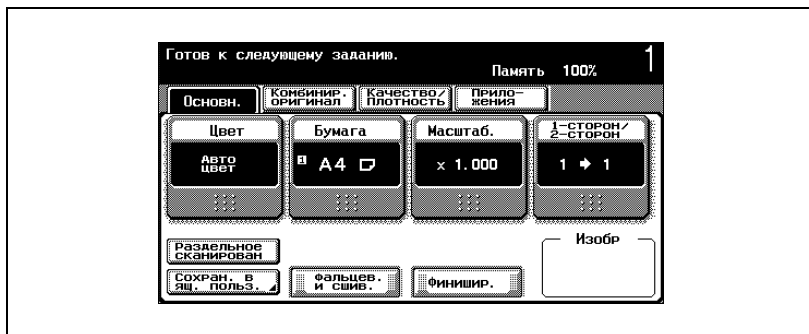 Готов к следующему заданию.
1
Память 100%
Основн.
Комбинир.
оригинал
Качество/
Плотность
Прило-
жения
Цвет
Бумага
Масштаб.
1-сторон/
2-сторон
Авто
цвет
1 A4
x 1.000
1 → 1
Раздельное
сканирован
Изобр
Сохран. в
ящ. польз.
Фальцев.
и сшив.
Финишир.